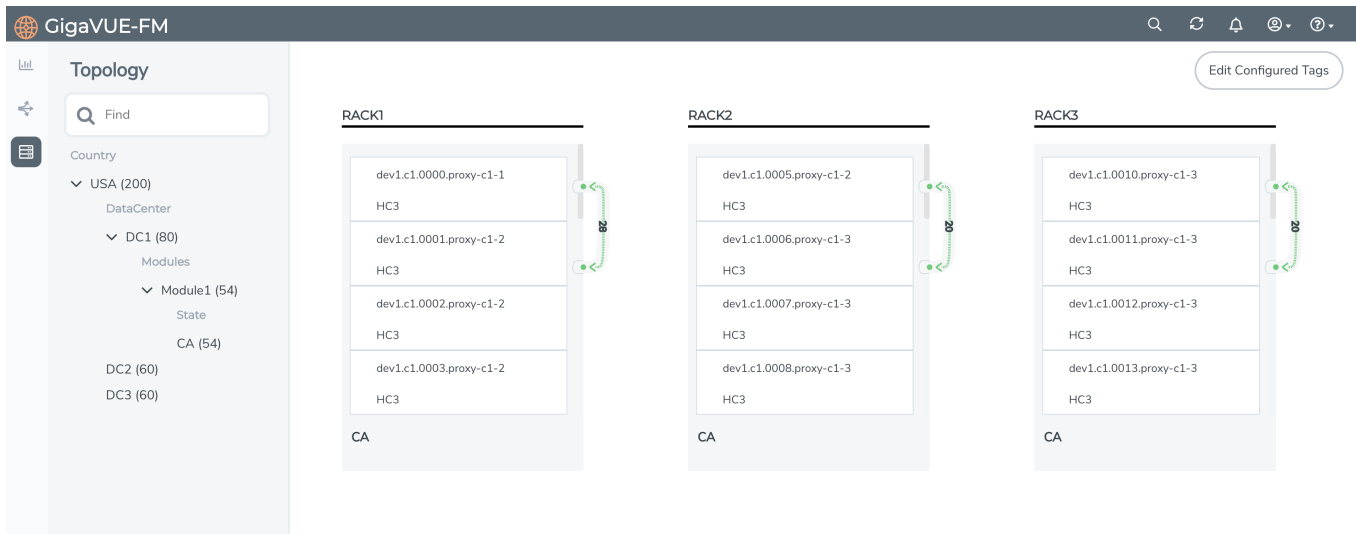 GigaVUE-FM
Topology
Edit Configured Tags
Find
Country
USA (200)
DataCenter
DC1 (80)
Modules
Module1 (54)
State
CA (54)
DC2 (60)
DC3 (60)
RACK1
dev1.c1.0000.proxy-c1-1
HC3
dev1.c1.0001.proxy-c1-2
HC3
dev1.c1.0002.proxy-c1-2
HC3
dev1.c1.0003.proxy-c1-2
HC3
CA
28
RACK2
dev1.c1.0005.proxy-c1-2
HC3
dev1.c1.0006.proxy-c1-3
HC3
dev1.c1.0007.proxy-c1-3
HC3
dev1.c1.0008.proxy-c1-3
HC3
CA
20
RACK3
dev1.c1.0010.proxy-c1-3
HC3
dev1.c1.0011.proxy-c1-3
HC3
dev1.c1.0012.proxy-c1-3
HC3
dev1.c1.0013.proxy-c1-3
HC3
CA
20